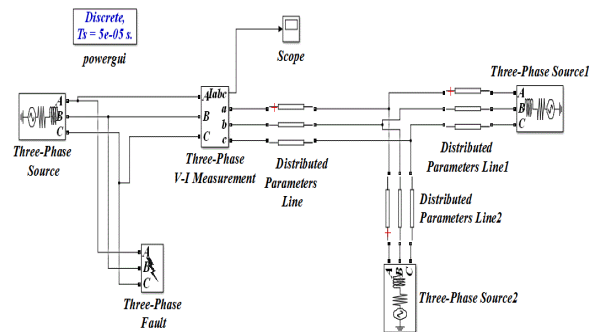 Discrete,
Ts = 5e-05 s.
powergui
Scope
Three-Phase Source1
A
B
C
A
B
C
Iabc
a
b
c
A
B
C
Three-Phase
Source
Three-Phase
V-I Measurement
Distributed
Parameters
Line
Distributed
Parameters Line1
Distributed
Parameters Line2
A
B
C
Three-Phase
Fault
A
B
C
Three-Phase Source2